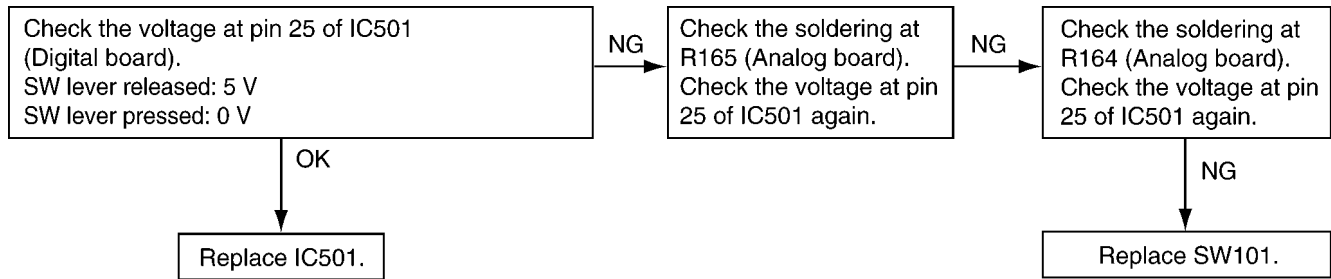 Check the voltage at pin 25 of IC501
(Digital board).
SW lever released: 5 V
SW lever pressed: 0 V
NG
Check the soldering at
R165 (Analog board).
Check the voltage at pin
25 of IC501 again.
NG
Check the soldering at
R164 (Analog board).
Check the voltage at pin
25 of IC501 again.
OK
NG
Replace IC501.
Replace SW101.